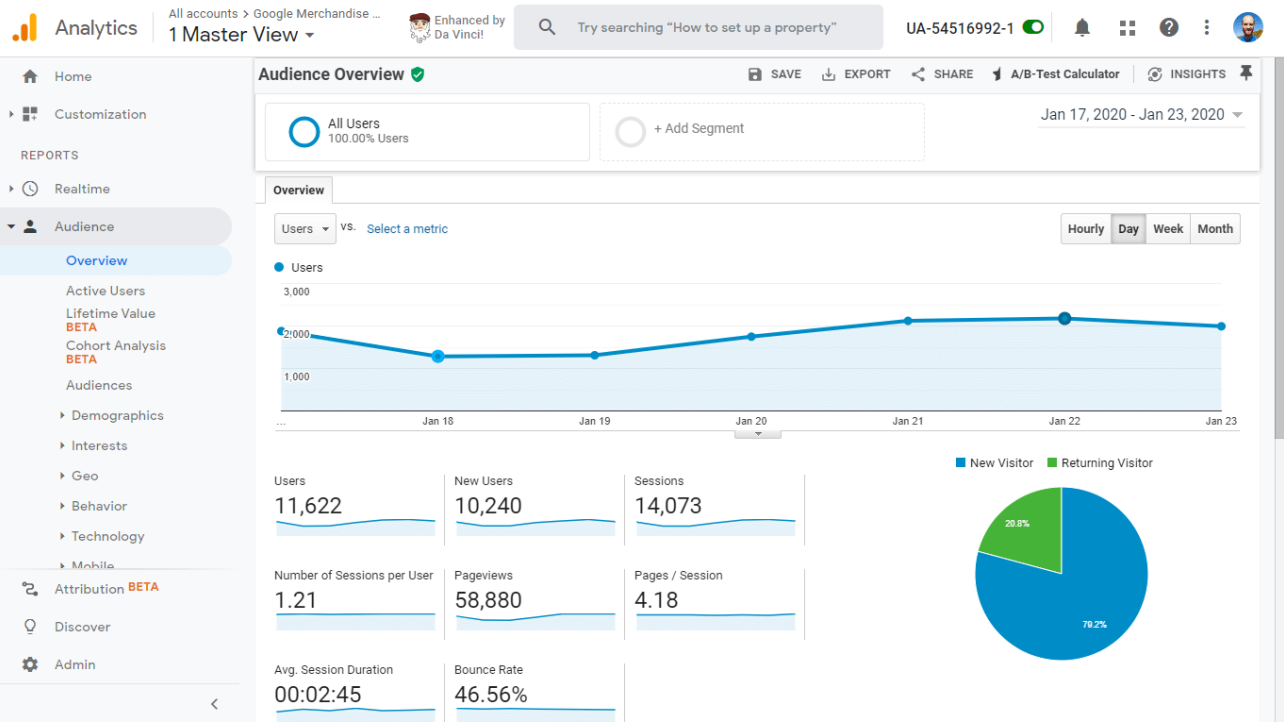 Analytics
All accounts > Google Merchandise ...
1 Master View
Enhanced by
Da Vinci!
Try searching “How to set up a property”
UA-54516992-1
Home
Customization
REPORTS
Realtime
Audience
Overview
Active Users
Lifetime Value
BETA
Cohort Analysis
BETA
Audiences
Demographics
Interests
Geo
Behavior
Technology
Mobile
Attribution BETA
Discover
Admin
Audience Overview
SAVE
EXPORT
SHARE
A/B-Test Calculator
INSIGHTS
All Users
100.00% Users
+ Add Segment
Jan 17, 2020 - Jan 23, 2020
Overview
Users
vs.
Select a metric
Hourly
Day
Week
Month
Users
3,000
2,000
1,000
...
Jan 18
Jan 19
Jan 20
Jan 21
Jan 22
Jan 23
Users
11,622
New Users
10,240
Sessions
14,073
Number of Sessions per User
1.21
Pageviews
58,880
Pages / Session
4.18
Avg. Session Duration
00:02:45
Bounce Rate
46.56%
New Visitor
Returning Visitor
20.8%
79.2%